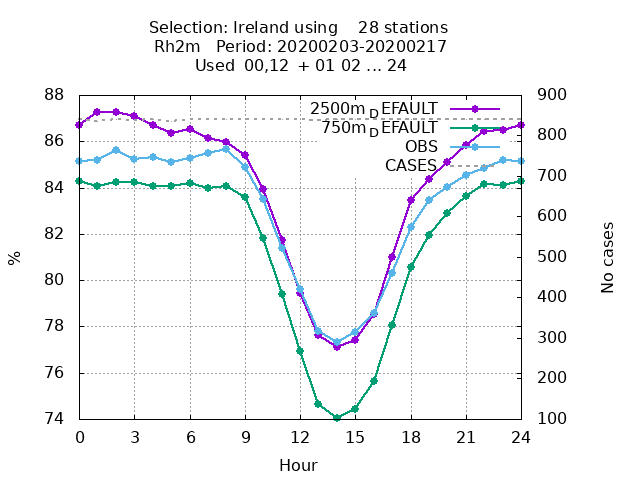 Selection: Ireland using    28 stations
Rh2m   Period: 20200203-20200217
Used  00,12  + 01 02 ... 24
88
86
84
82
80
78
76
74
%
900
800
700
600
500
400
300
200
100
No cases
2500m_DEFAULT
750m_DEFAULT
OBS
CASES
0 3 6 9 12 15 18 21 24
Hour